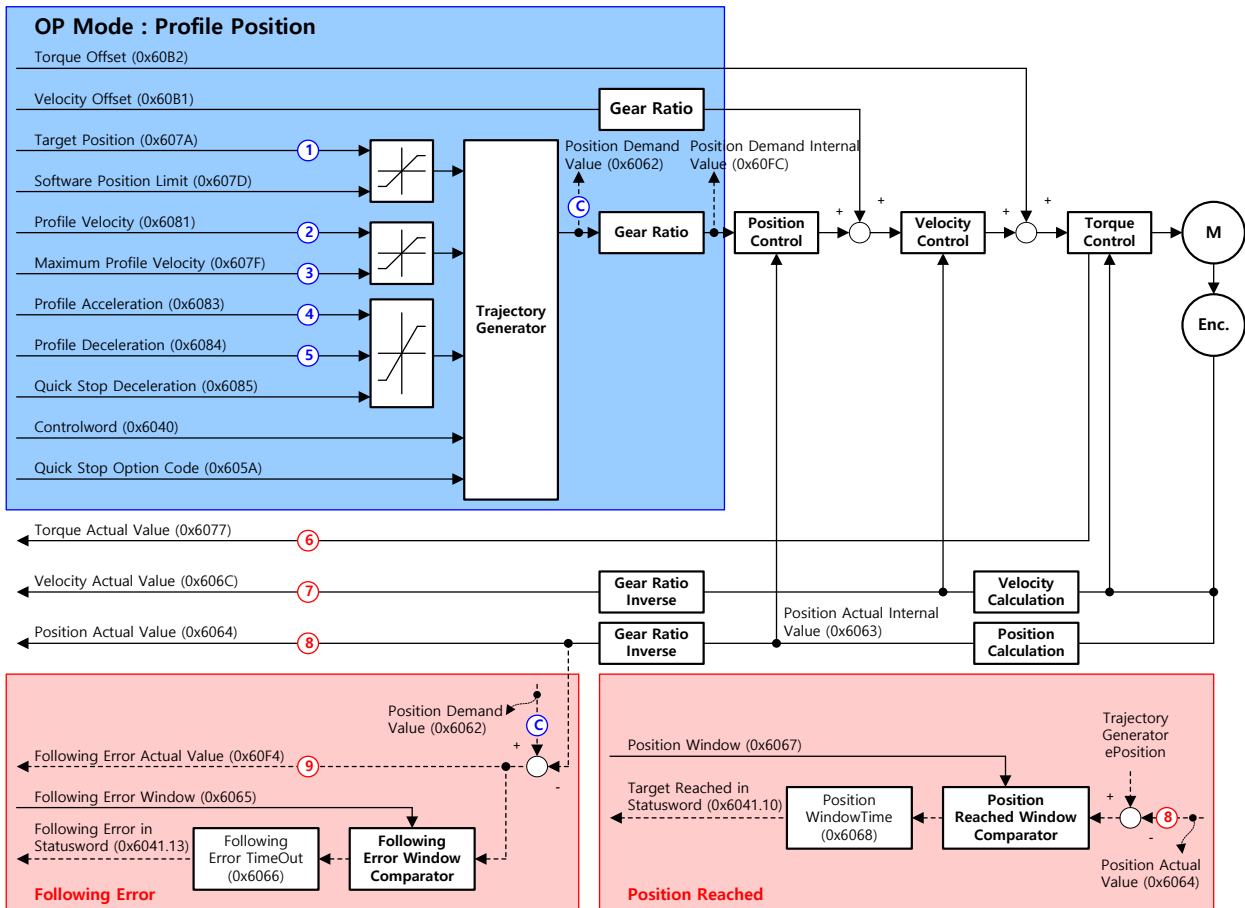 OP Mode : Profile Position
Torque Offset (0x60B2)
Velocity Offset (0x60B1)
Gear Ratio
Target Position (0x607A)
1
Software Position Limit (0x607D)
Profile Velocity (0x6081)
2
Maximum Profile Velocity (0x607F)
3
Profile Acceleration (0x6083)
4
Profile Deceleration (0x6084)
5
Quick Stop Deceleration (0x6085)
Controlword (0x6040)
Quick Stop Option Code (0x605A)
Trajectory
Generator
Position Demand
Value (0x6062)
C
Position Demand Internal
Value (0x60FC)
Gear Ratio
Position
Control
+
+
Velocity
Control
+
+
Torque
Control
M
Enc.
Torque Actual Value (0x6077)
6
Velocity Actual Value (0x606C)
7
Gear Ratio
Inverse
Velocity
Calculation
Position Actual Value (0x6064)
8
Gear Ratio
Inverse
Position Actual Internal
Value (0x6063)
Position
Calculation
Position Demand
Value (0x6062)
C
+
-
Following Error Actual Value (0x60F4)
9
Following Error Window (0x6065)
Following Error in
Statusword (0x6041.13)
Following
Error TimeOut
(0x6066)
Following
Error Window
Comparator
Following Error
Trajectory
Generator
ePosition
Position Window (0x6067)
Target Reached in
Statusword (0x6041.10)
Position
WindowTime
(0x6068)
Position
Reached Window
Comparator
+
-
8
Position Actual
Value (0x6064)
Position Reached